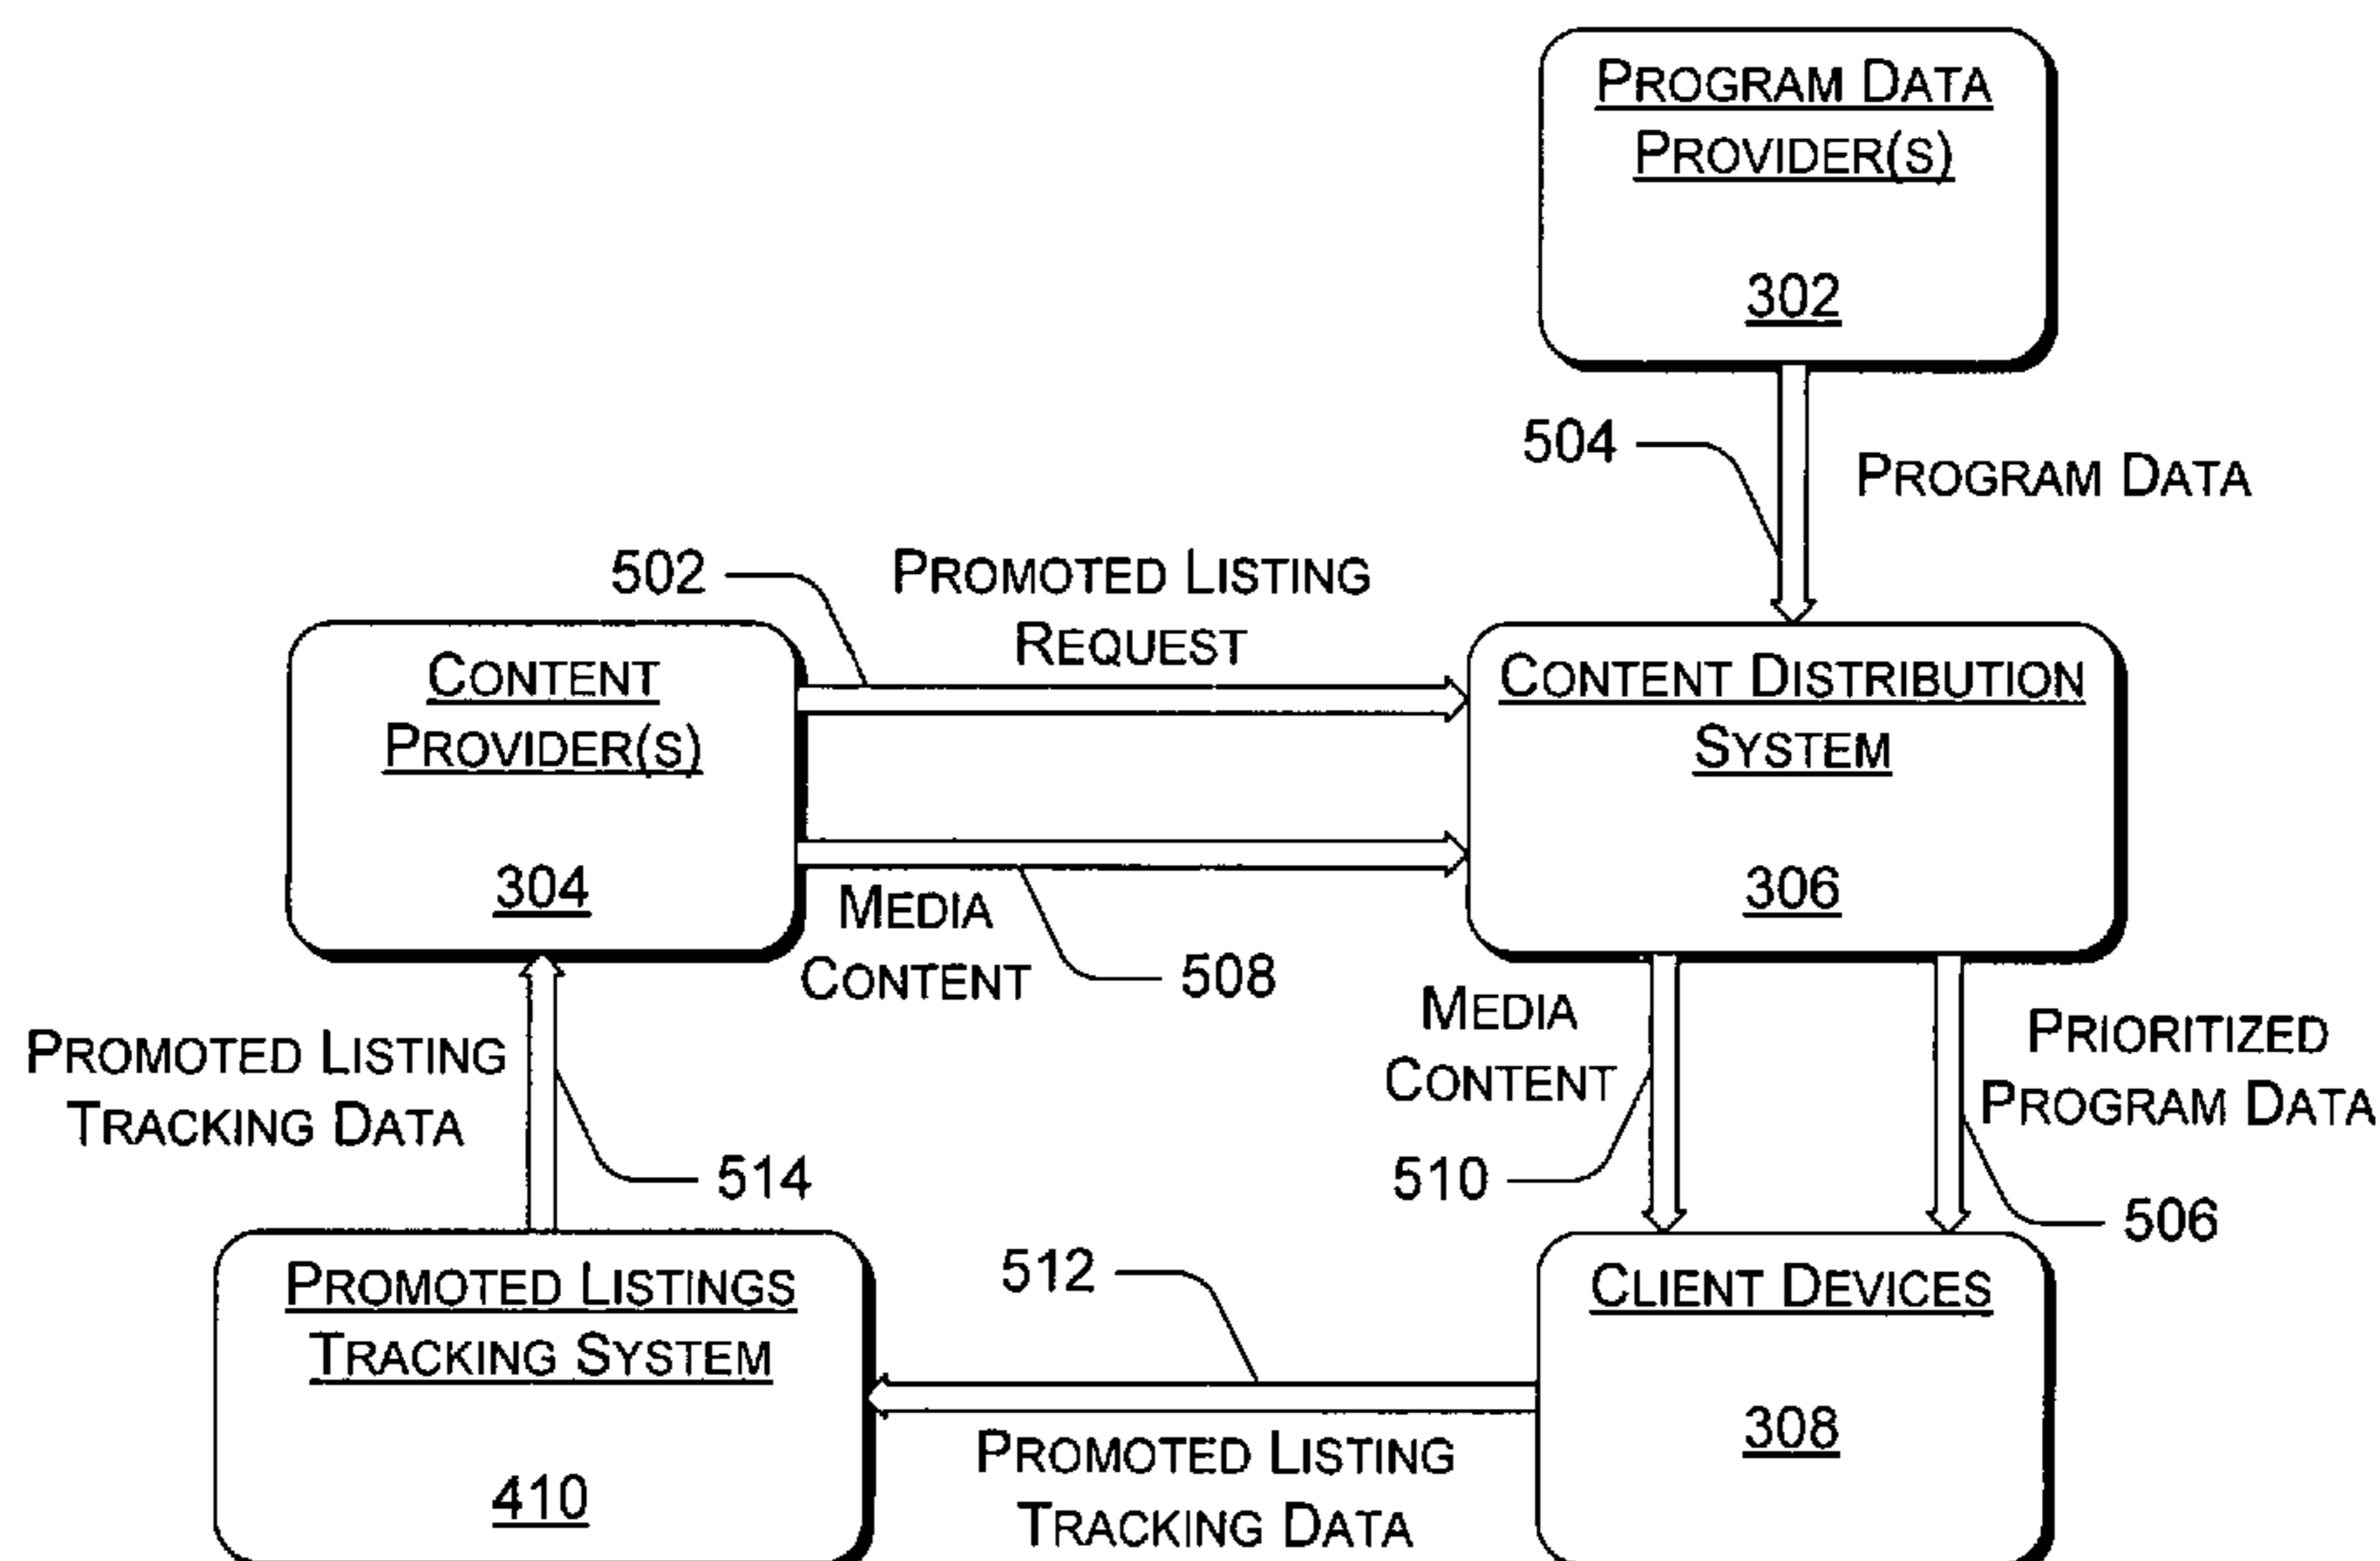 PROGRAM DATA
PROVIDER(S)
302
504
PROGRAM DATA
502
PROMOTED LISTING
REQUEST
CONTENT
PROVIDER(S)
304
CONTENT DISTRIBUTION
SYSTEM
306
MEDIA
CONTENT
508
MEDIA
CONTENT
510
PRIORITIZED
PROGRAM DATA
506
PROMOTED LISTING
TRACKING DATA
514
PROMOTED LISTINGS
TRACKING SYSTEM
410
512
PROMOTED LISTING
TRACKING DATA
CLIENT DEVICES
308